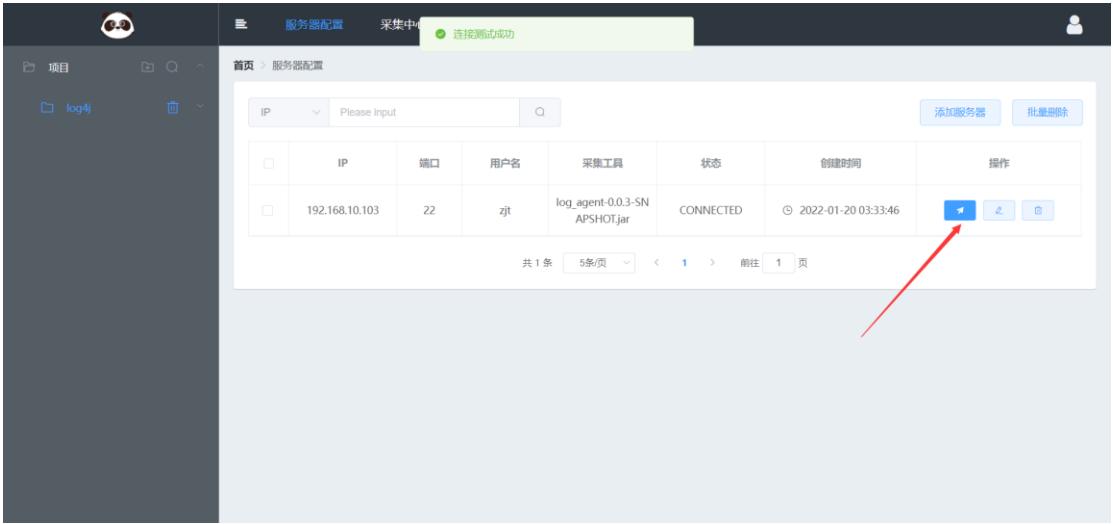 服务器配置 采集中心
连接测试成功
项目
首页 > 服务器配置
log4j
IP Please input 添加服务器 批量删除
IP 端口 用户名 采集工具 状态 创建时间 操作
192.168.10.103 22 zjt log_agent-0.0.3-SN CONNECTED 2022-01-20 03:33:46
APSHOT.jar
共 1 条 5条/页 < 1 > 前往 1 页